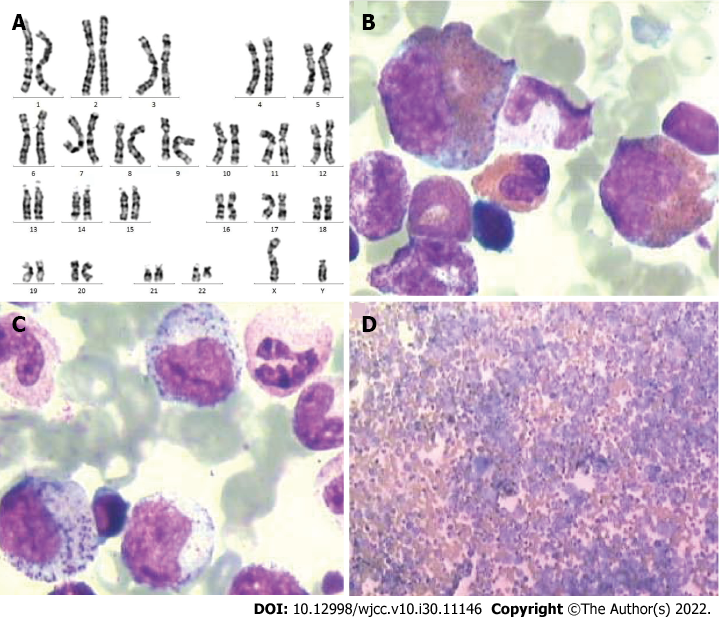 A
B
1 2 3 4 5
6 7 8 9 10 11 12
13 14 15 16 17 18
19 20 21 22 X Y
C
D
DOI: 10.12998/wjcc.v10.i30.11146 Copyright ©The Author(s) 2022.